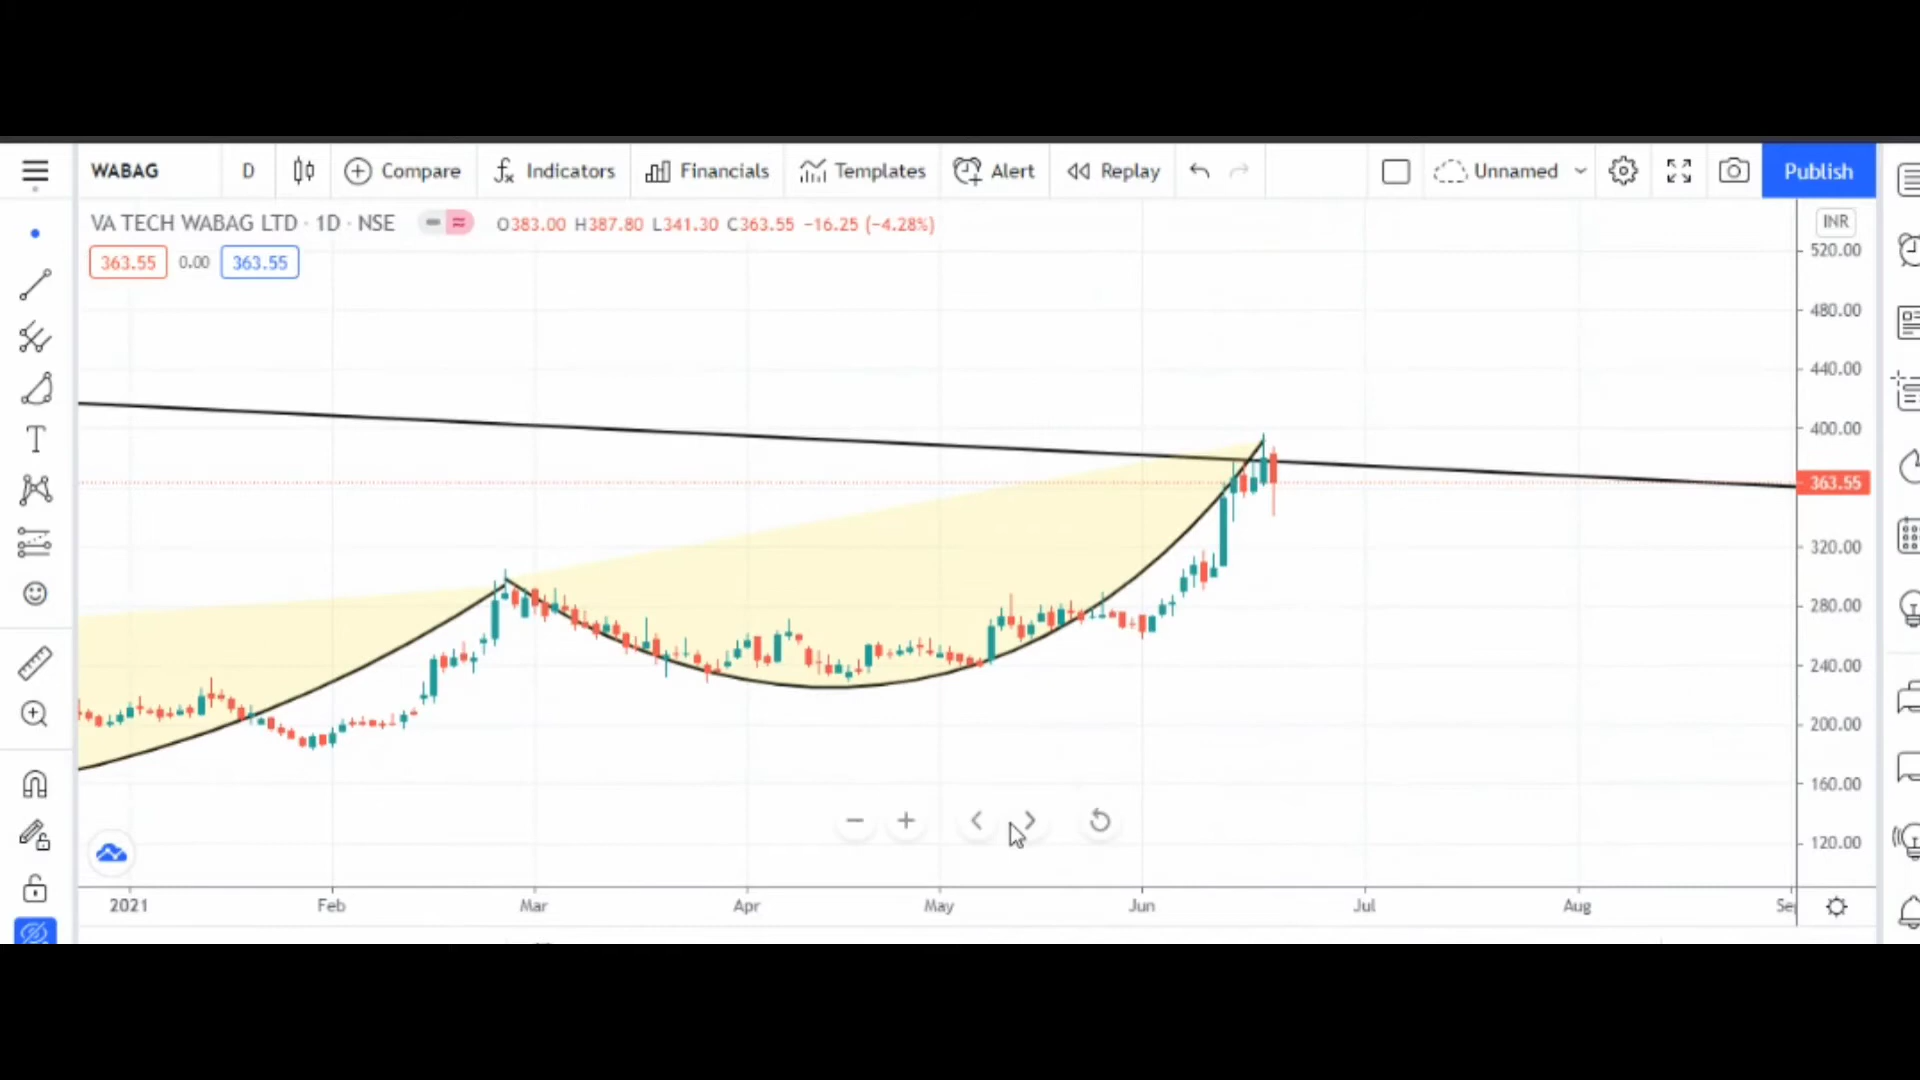 WABAG D Compare Indicators Financials Templates Alert Replay Unnamed Publish
VA TECH WABAG LTD · 1D · NSE O383.00 H387.80 L341.30 C363.55 −16.25 (−4.28%)
INR
363.55 0.00 363.55
520.00
480.00
440.00
400.00
363.55
320.00
280.00
240.00
200.00
160.00
120.00
2021 Feb Mar Apr May Jun Jul Aug